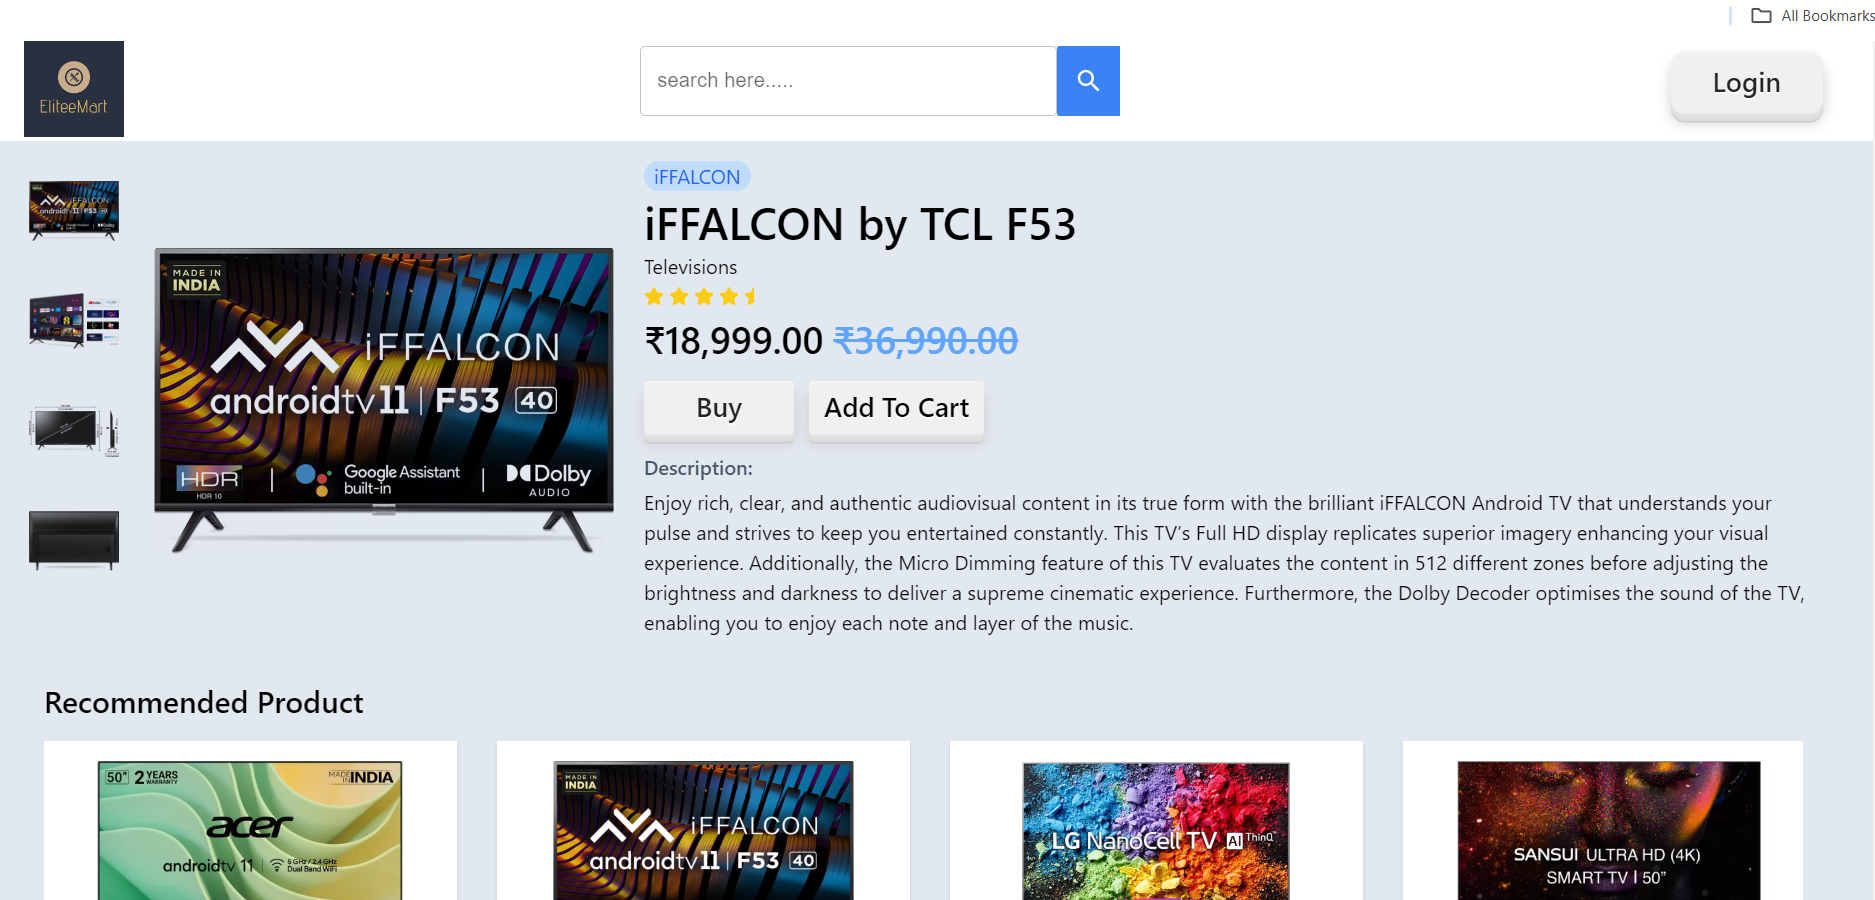 All Bookmarks
EliteeMart
search here.....
Login
iFFALCON
iFFALCON by TCL F53
Televisions
₹18,999.00 ₹36,990.00
Buy
Add To Cart
Description:
Enjoy rich, clear, and authentic audiovisual content in its true form with the brilliant iFFALCON Android TV that understands your
pulse and strives to keep you entertained constantly. This TV’s Full HD display replicates superior imagery enhancing your visual
experience. Additionally, the Micro Dimming feature of this TV evaluates the content in 512 different zones before adjusting the
brightness and darkness to deliver a supreme cinematic experience. Furthermore, the Dolby Decoder optimises the sound of the TV,
enabling you to enjoy each note and layer of the music.
MADE IN
INDIA
iFFALCON
androidtv 11 | F53 40
HDR
HDR 10
Google Assistant
built-in
Dolby
AUDIO
iFFALCON
androidtv 11 | F53 40
Recommended Product
50" 2 YEARS
WARRANTY
MADE IN INDIA
acer
androidtv 11
5 GHz / 2.4 GHz
Dual Band WiFi
MADE IN
INDIA
iFFALCON
androidtv 11 | F53 40
LG NanoCell TV AI ThinQ
SANSUI ULTRA HD (4K)
SMART TV | 50”